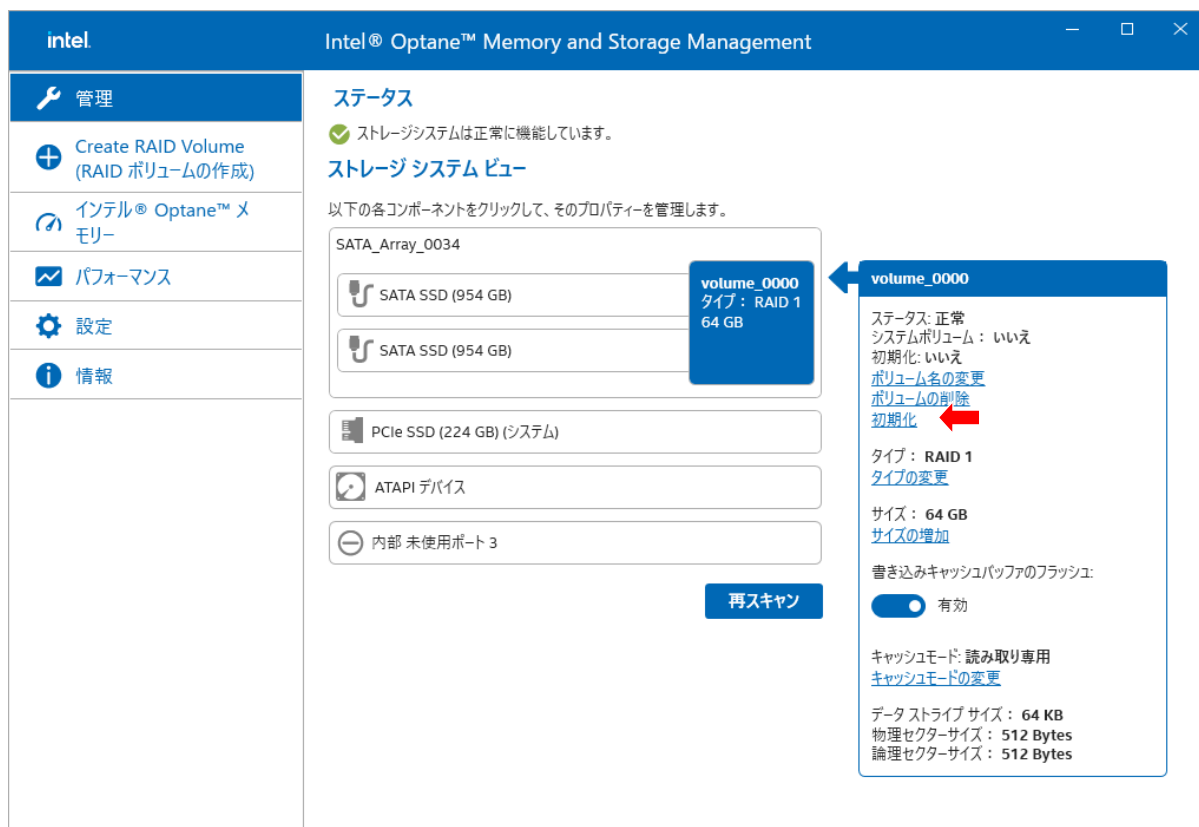 intel.
Intel® Optane™ Memory and Storage Management
管理
Create RAID Volume
(RAID ボリュームの作成)
インテル® Optane™ メ
モリー
パフォーマンス
設定
情報
ステータス
ストレージシステムは正常に機能しています。
ストレージ システム ビュー
以下の各コンポーネントをクリックして、そのプロパティーを管理します。
SATA_Array_0034
SATA SSD (954 GB)
SATA SSD (954 GB)
volume_0000
タイプ： RAID 1
64 GB
PCIe SSD (224 GB) (システム)
ATAPI デバイス
内部 未使用ポート 3
再スキャン
volume_0000
ステータス: 正常
システムボリューム： いいえ
初期化: いいえ
ボリューム名の変更
ボリュームの削除
初期化
タイプ： RAID 1
タイプの変更
サイズ： 64 GB
サイズの増加
書き込みキャッシュバッファのフラッシュ:
有効
キャッシュモード: 読み取り専用
キャッシュモードの変更
データ ストライプ サイズ： 64 KB
物理セクターサイズ： 512 Bytes
論理セクターサイズ： 512 Bytes